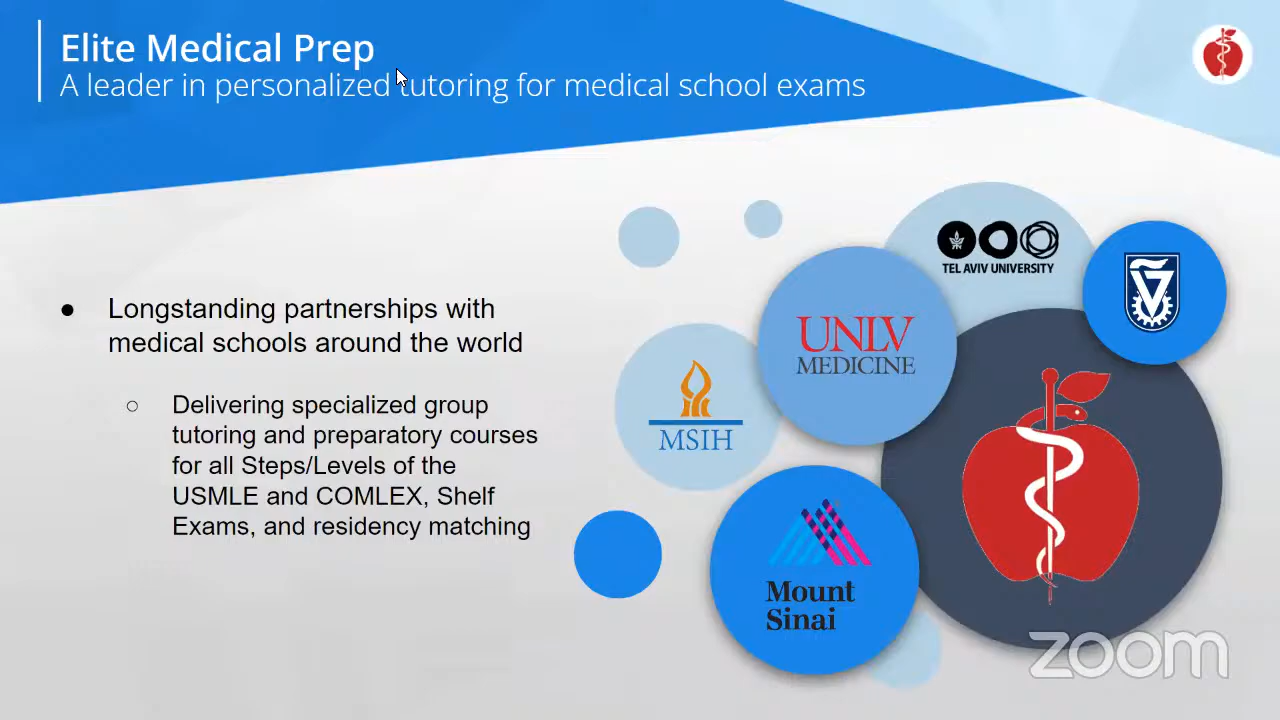 Elite Medical Prep
A leader in personalized tutoring for medical school exams
● Longstanding partnerships with
medical schools around the world
○ Delivering specialized group
tutoring and preparatory courses
for all Steps/Levels of the
USMLE and COMLEX, Shelf
Exams, and residency matching
TEL AVIV UNIVERSITY
UNLV
MEDICINE
MSIH
Mount
Sinai
zoom